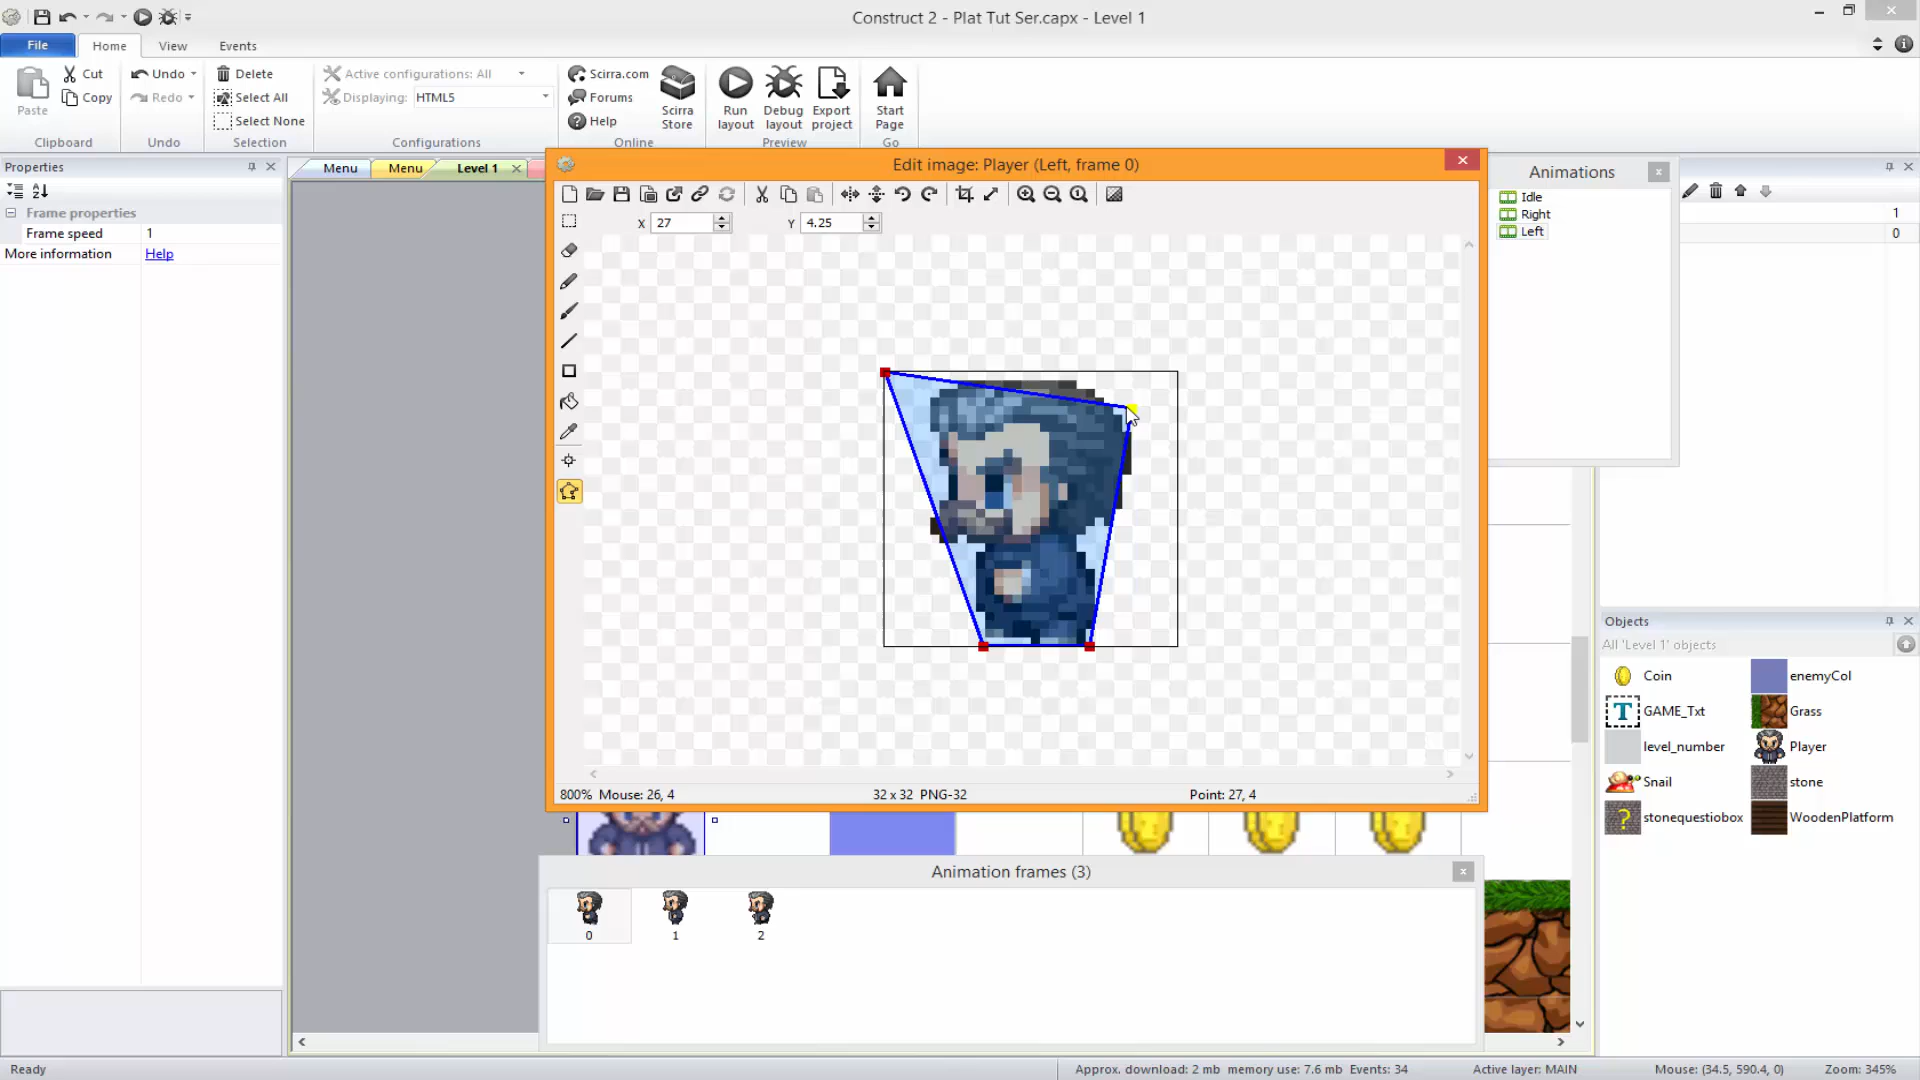 Construct 2 - Plat Tut Ser.capx - Level 1
File
Home
View
Events
Paste
Cut
Copy
Clipboard
Undo
Redo
Undo
Delete
Select All
Select None
Selection
Active configurations: All
Displaying:
HTML5
Configurations
Scirra.com
Forums
Help
Scirra
Store
Online
Run
layout
Debug
layout
Export
project
Preview
Start
Page
Go
Properties
Menu
Menu
Level 1
Frame properties
Frame speed
1
More information
Help
Edit image: Player (Left, frame 0)
X
27
Y
4.25
800%
Mouse: 26, 4
32 x 32
PNG-32
Point: 27, 4
Animations
Idle
Right
Left
1
0
Objects
All 'Level 1' objects
Coin
enemyCol
T
GAME_Txt
Grass
level_number
Player
Snail
stone
?
stonequestiobox
WoodenPlatform
Animation frames (3)
0
1
2
Ready
Approx. download: 2 mb
memory use: 7.6 mb
Events: 34
Active layer: MAIN
Mouse: (34.5, 590.4, 0)
Zoom: 345%